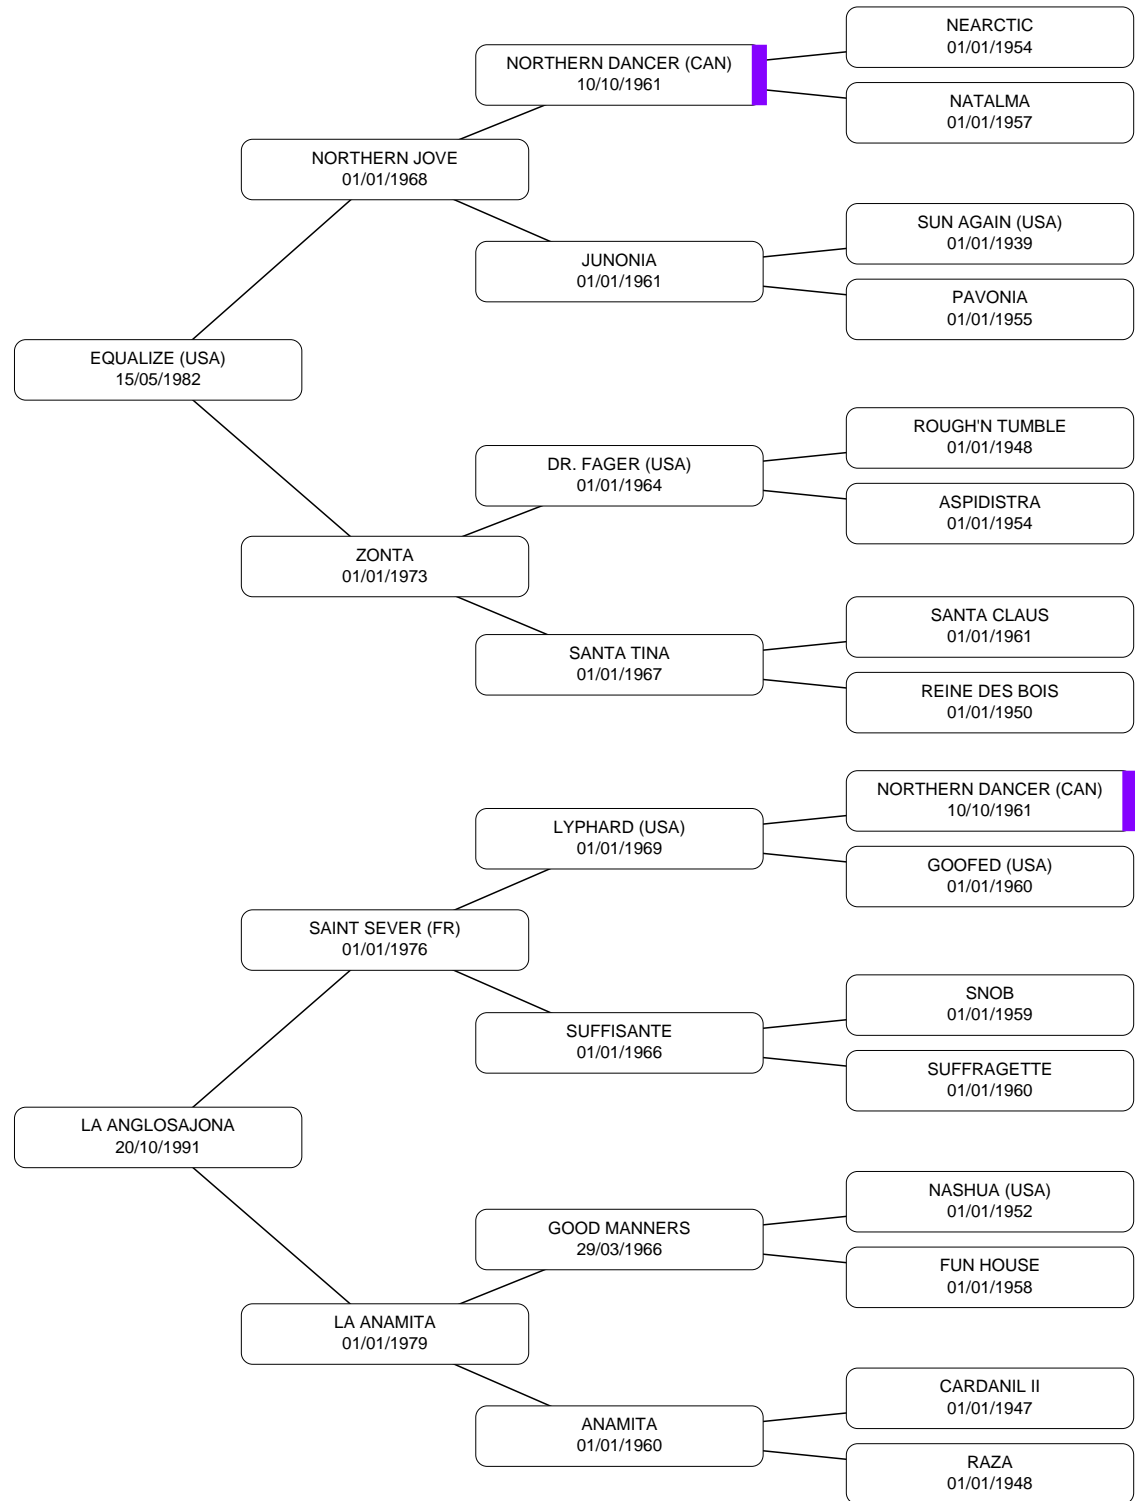 NEARCTIC
01/01/1954
NORTHERN DANCER (CAN)
10/10/1961
NATALMA
01/01/1957
NORTHERN JOVE
01/01/1968
SUN AGAIN (USA)
01/01/1939
JUNONIA
01/01/1961
PAVONIA
01/01/1955
EQUALIZE (USA)
15/05/1982
ROUGH'N TUMBLE
01/01/1948
DR. FAGER (USA)
01/01/1964
ASPIDISTRA
01/01/1954
ZONTA
01/01/1973
SANTA CLAUS
01/01/1961
SANTA TINA
01/01/1967
REINE DES BOIS
01/01/1950
NORTHERN DANCER (CAN)
10/10/1961
LYPHARD (USA)
01/01/1969
GOOFED (USA)
01/01/1960
SAINT SEVER (FR)
01/01/1976
SNOB
01/01/1959
SUFFISANTE
01/01/1966
SUFFRAGETTE
01/01/1960
LA ANGLOSAJONA
20/10/1991
NASHUA (USA)
01/01/1952
GOOD MANNERS
29/03/1966
FUN HOUSE
01/01/1958
LA ANAMITA
01/01/1979
CARDANIL II
01/01/1947
ANAMITA
01/01/1960
RAZA
01/01/1948